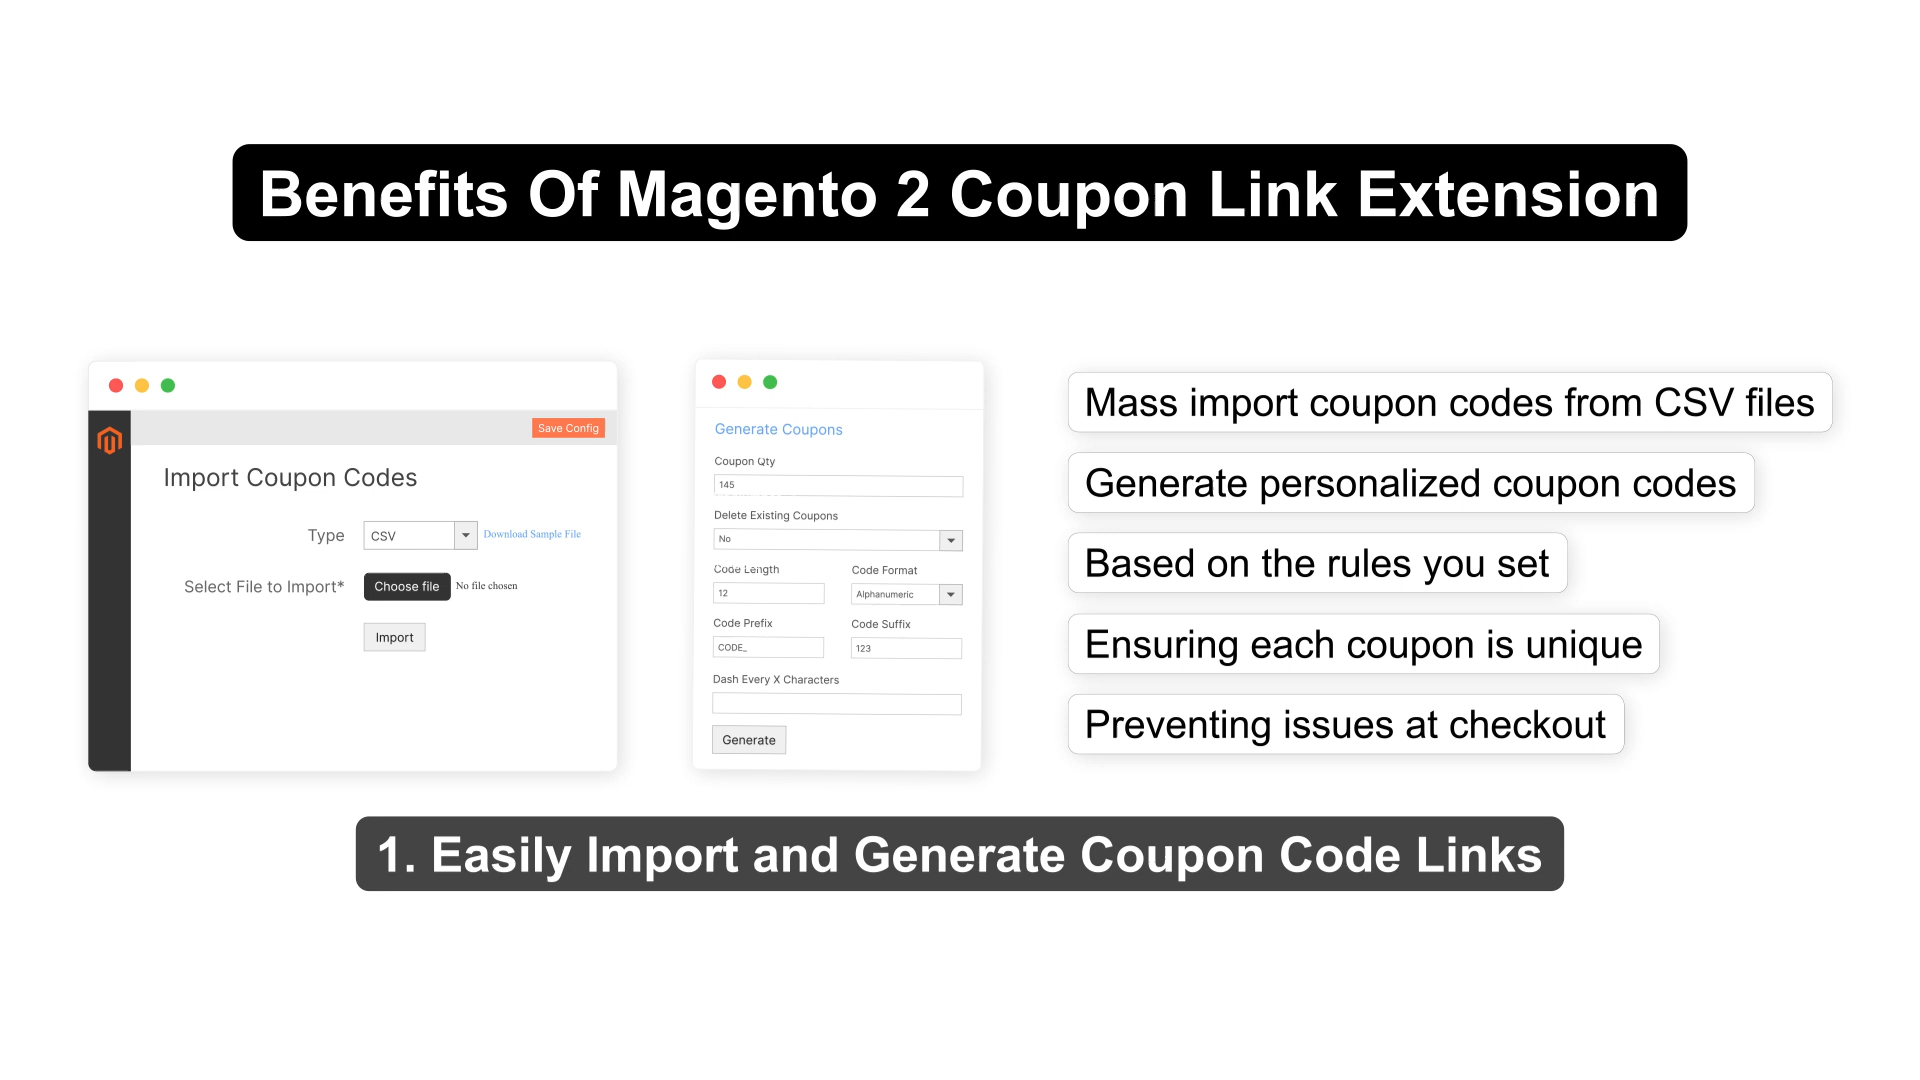 Benefits Of Magento 2 Coupon Link Extension
Save Config
Import Coupon Codes
Type
CSV
Download Sample File
Select File to Import*
Choose file
No file chosen
Import
Generate Coupons
Coupon Qty
145
Delete Existing Coupons
No
Code Length
Code Format
12
Alphanumeric
Code Prefix
Code Suffix
CODE_
123
Dash Every X Characters
Generate
Mass import coupon codes from CSV files
Generate personalized coupon codes
Based on the rules you set
Ensuring each coupon is unique
Preventing issues at checkout
1. Easily Import and Generate Coupon Code Links